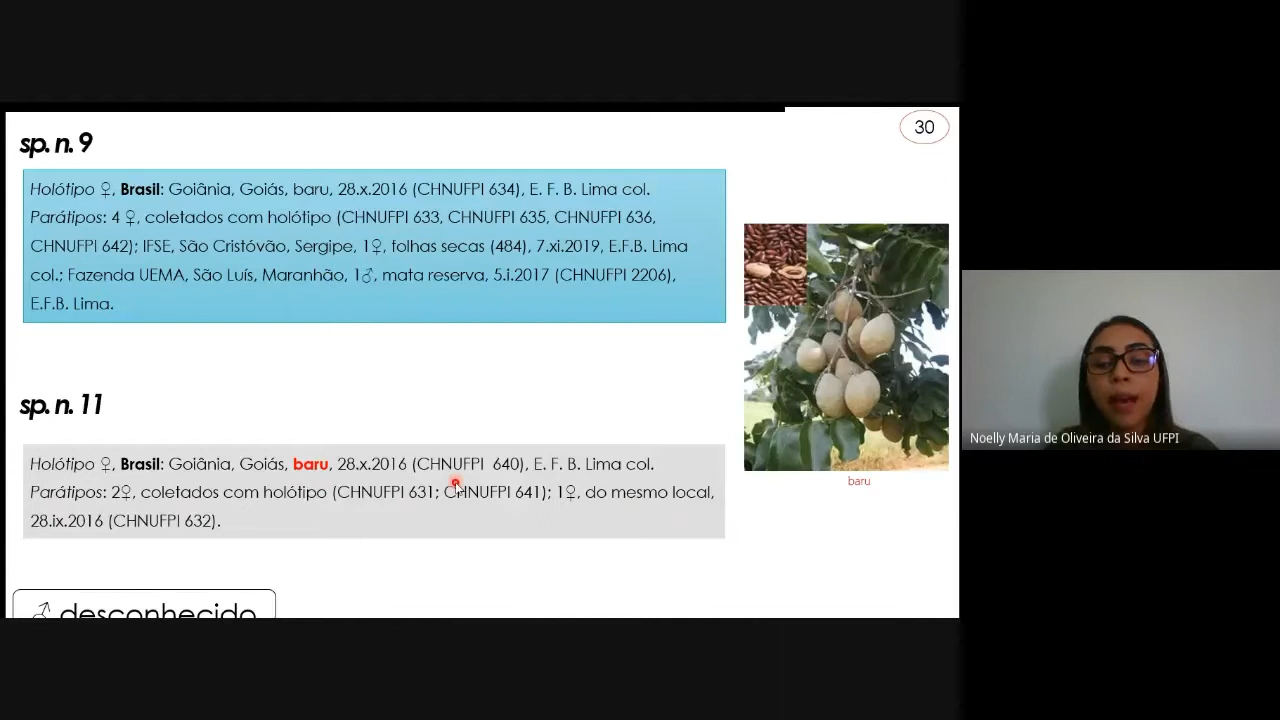 30
sp. n. 9
Holótipo ♀, Brasil: Goiânia, Goiás, baru, 28.x.2016 (CHNUFPI 634), E. F. B. Lima col.
Parátipos: 4 ♀, coletados com holótipo (CHNUFPI 633, CHNUFPI 635, CHNUFPI 636,
CHNUFPI 642); IFSE, São Cristóvão, Sergipe, 1♀, folhas secas (484), 7.xi.2019, E.F.B. Lima
col.; Fazenda UEMA, São Luís, Maranhão, 1♂, mata reserva, 5.i.2017 (CHNUFPI 2206),
E.F.B. Lima.
sp. n. 11
Holótipo ♀, Brasil: Goiânia, Goiás, baru, 28.x.2016 (CHNUFPI 640), E. F. B. Lima col.
Parátipos: 2♀, coletados com holótipo (CHNUFPI 631; CHNUFPI 641); 1♀, do mesmo local,
28.ix.2016 (CHNUFPI 632).
baru
♂ desconhecido
Noelly Maria de Oliveira da Silva UFPI